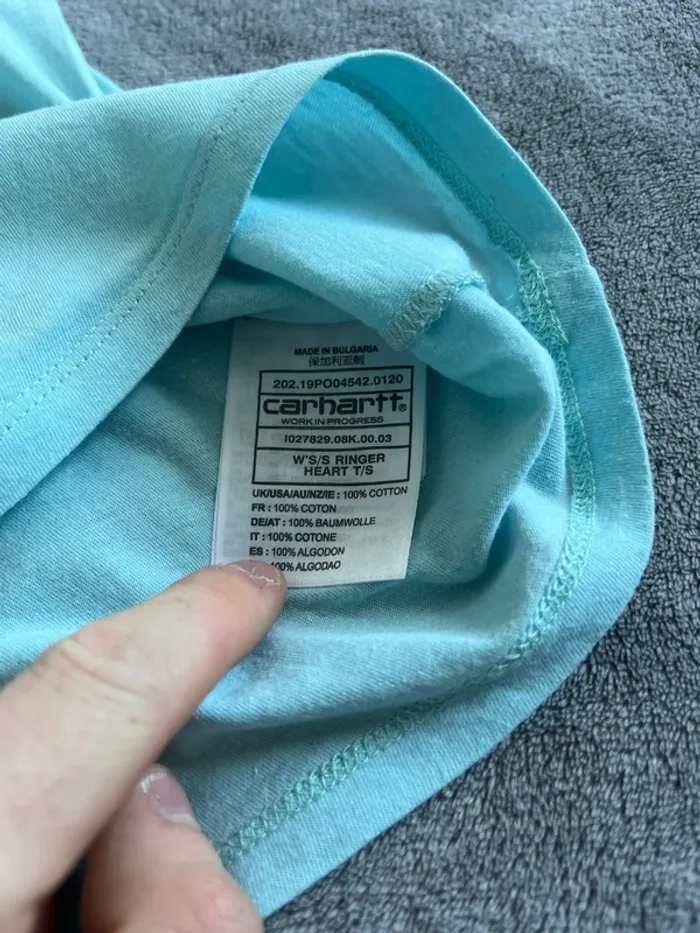 MADE IN BULGARIA
保加利亚制
202.19PO04542.0120
carhartt®
WORK IN PROGRESS
I027829.08K.00.03
W'S/S RINGER
HEART T/S
UK/USA/AU/NZ/IE : 100% COTTON
FR : 100% COTON
DE/AT : 100% BAUMWOLLE
IT : 100% COTONE
ES : 100% ALGODON
100% ALGODAO